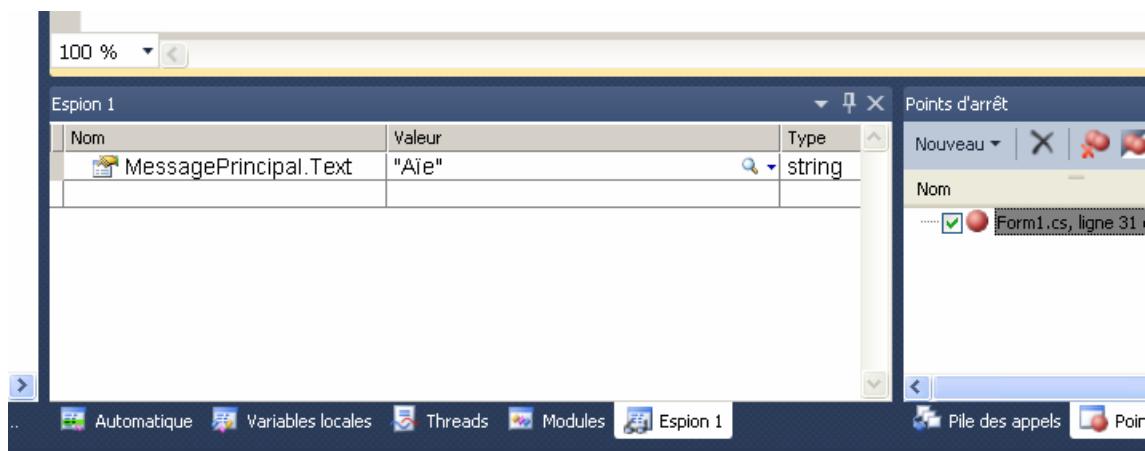 100 %
Espion 1
Points d'arrêt
Nom Valeur Type
Nouveau
MessagePrincipal.Text "Aïe" string
Nom
Form1.cs, ligne 31
.. Automatique Variables locales Threads Modules Espion 1
Pile des appels